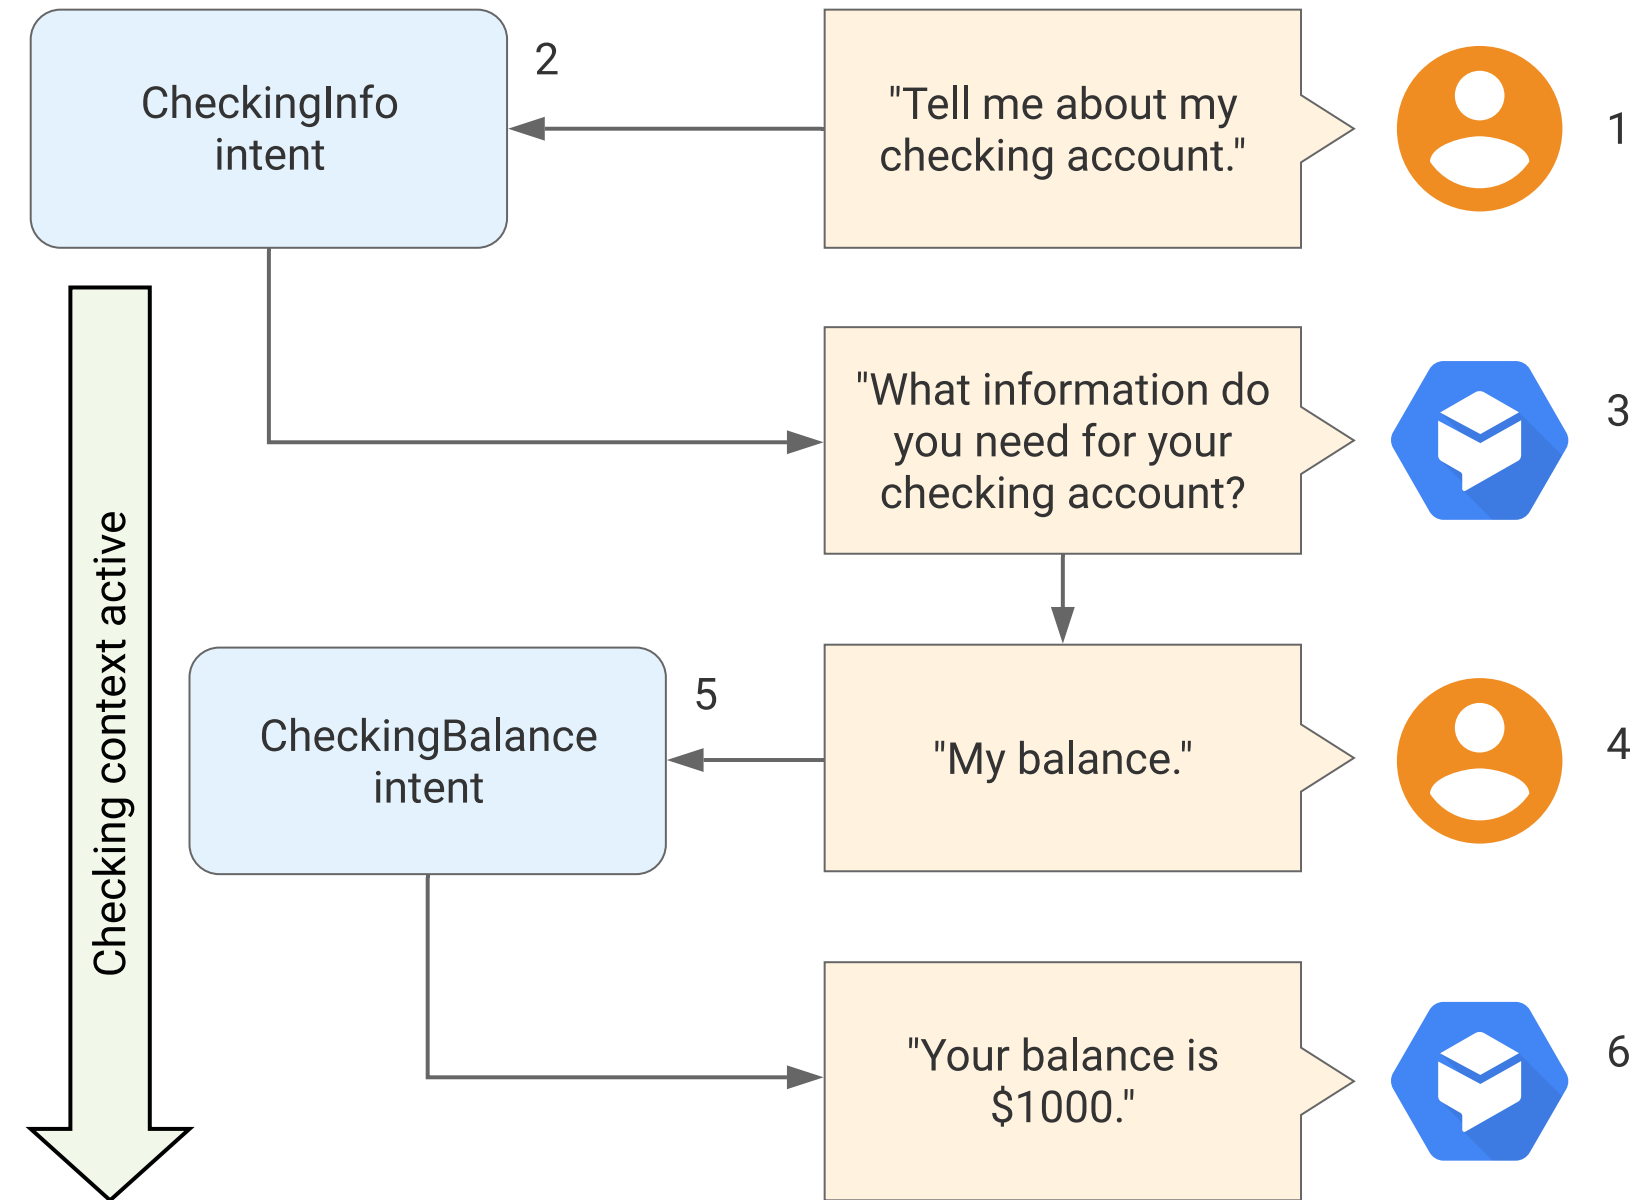 CheckingInfo
intent
2
"Tell me about my
checking account."
1
"What information do
you need for your
checking account?
3
Checking context active
CheckingBalance
intent
5
"My balance."
4
"Your balance is
$1000."
6